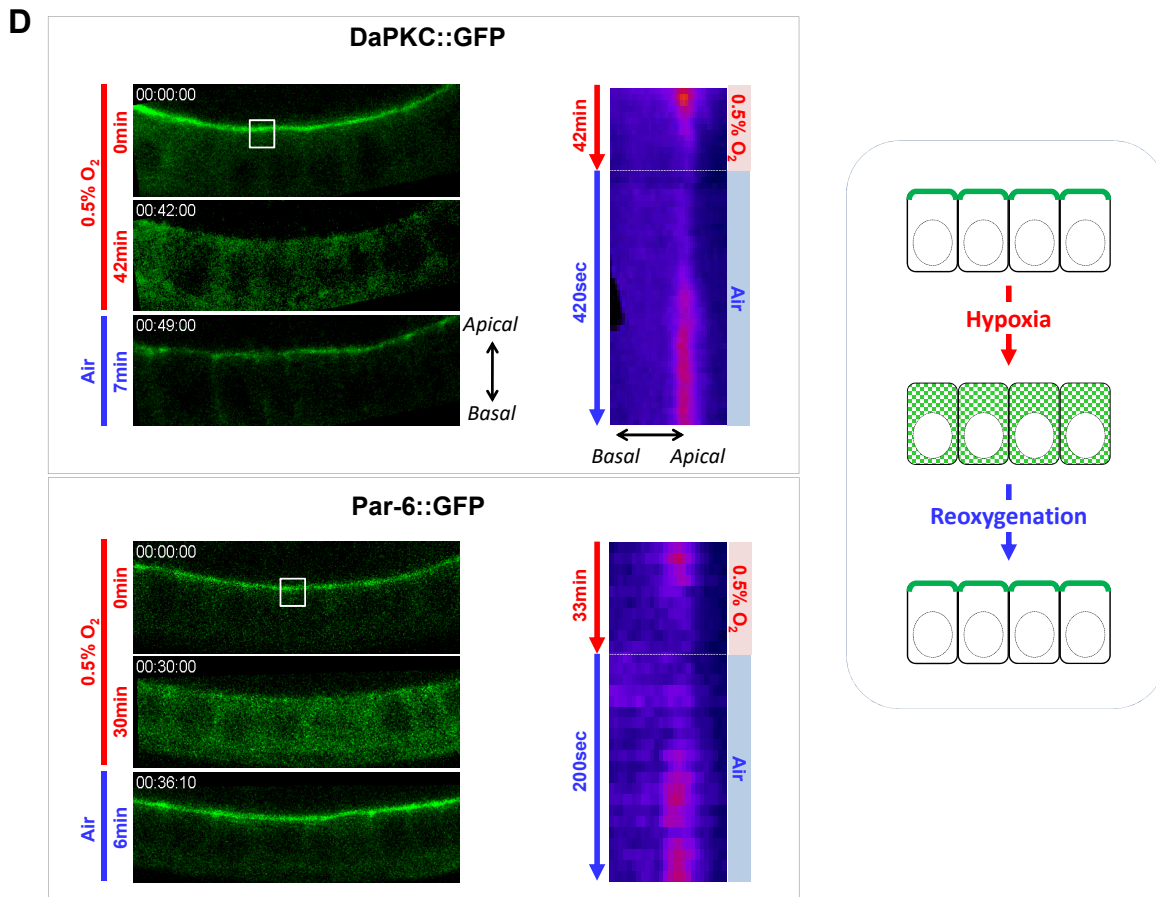 D
DaPKC::GFP
0.5% O2
0min
00:00:00
42min
00:42:00
Air
7min
00:49:00
Apical
Basal
42min
0.5% O2
420sec
Air
Basal
Apical
Par-6::GFP
0.5% O2
0min
00:00:00
30min
00:30:00
Air
6min
00:36:10
33min
0.5% O2
200sec
Air
Hypoxia
Reoxygenation